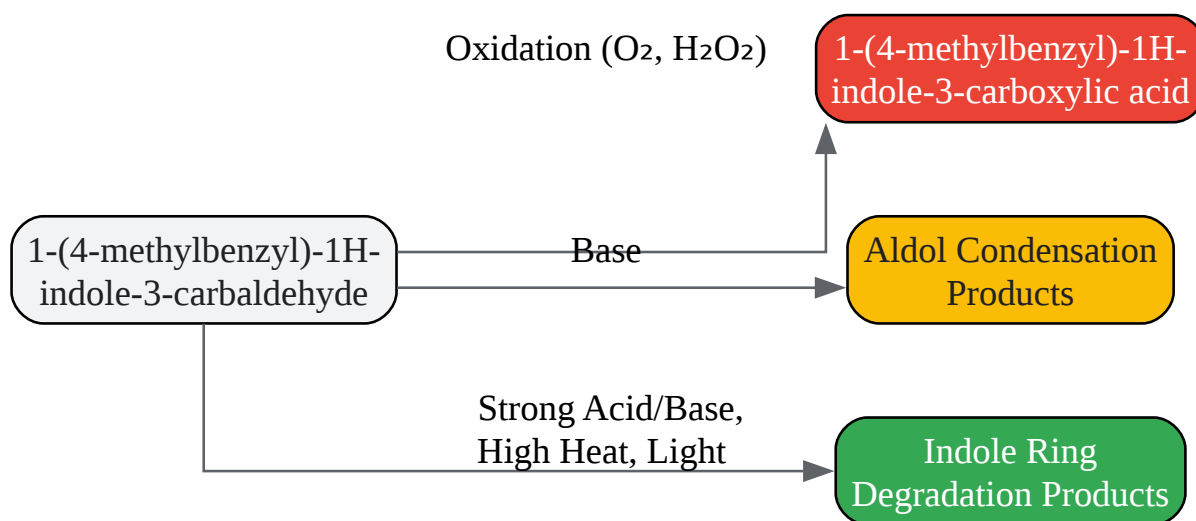 Oxidation (O₂, H₂O₂)
1-(4-methylbenzyl)-1H-
indole-3-carboxylic acid
1-(4-methylbenzyl)-1H-
indole-3-carbaldehyde
Base
Aldol Condensation
Products
Strong Acid/Base,
High Heat, Light
Indole Ring
Degradation Products